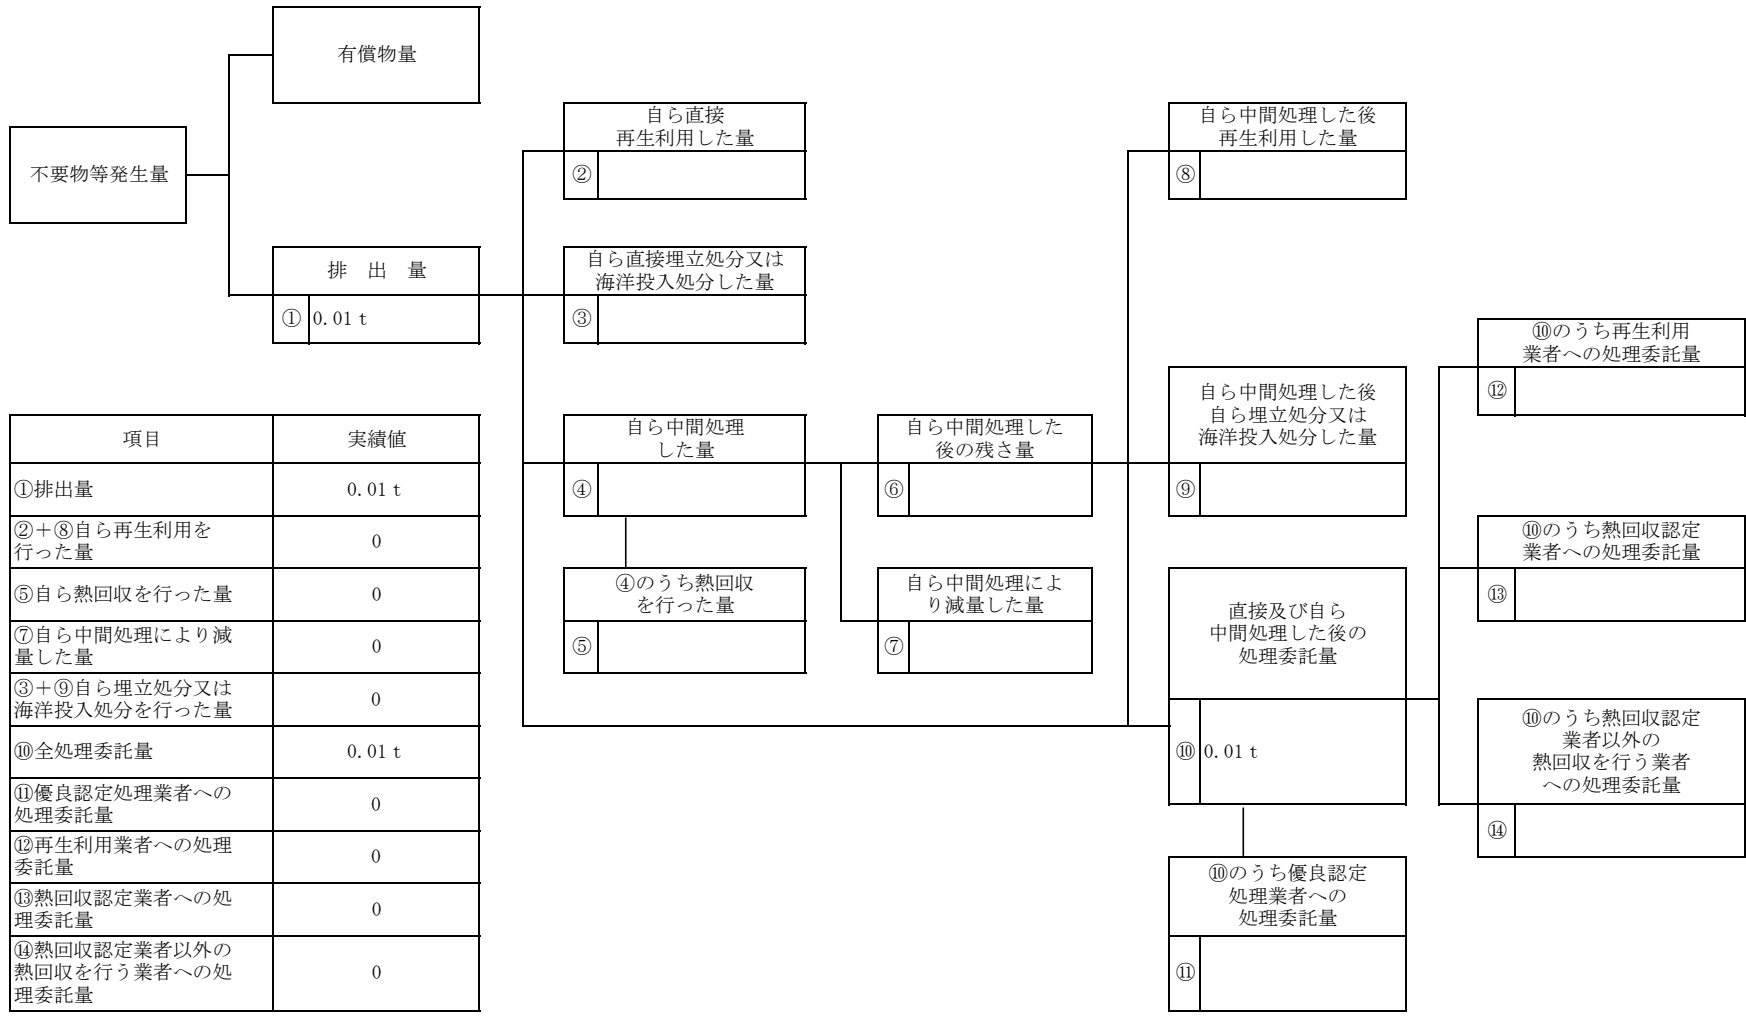 有償物量
不要物等発生量
排　出　量
①
0.01 t
自ら直接
再生利用した量
②
自ら直接埋立処分又は
海洋投入処分した量
③
自ら中間処理
した量
④
④のうち熱回収
を行った量
⑤
自ら中間処理した
後の残さ量
⑥
自ら中間処理によ
り減量した量
⑦
自ら中間処理した後
再生利用した量
⑧
自ら中間処理した後
自ら埋立処分又は
海洋投入処分した量
⑨
直接及び自ら
中間処理した後の
処理委託量
⑩
0.01 t
⑩のうち優良認定
処理業者への
処理委託量
⑪
⑩のうち再生利用
業者への処理委託量
⑫
⑩のうち熱回収認定
業者への処理委託量
⑬
⑩のうち熱回収認定
業者以外の
熱回収を行う業者
への処理委託量
⑭
項目 実績値
①排出量 0.01 t
②＋⑧自ら再生利用を
行った量 0
⑤自ら熱回収を行った量 0
⑦自ら中間処理により減
量した量 0
③＋⑨自ら埋立処分又は
海洋投入処分を行った量 0
⑩全処理委託量 0.01 t
⑪優良認定処理業者への
処理委託量 0
⑫再生利用業者への処理
委託量 0
⑬熱回収認定業者への処
理委託量 0
⑭熱回収認定業者以外の
熱回収を行う業者への処 0
理委託量